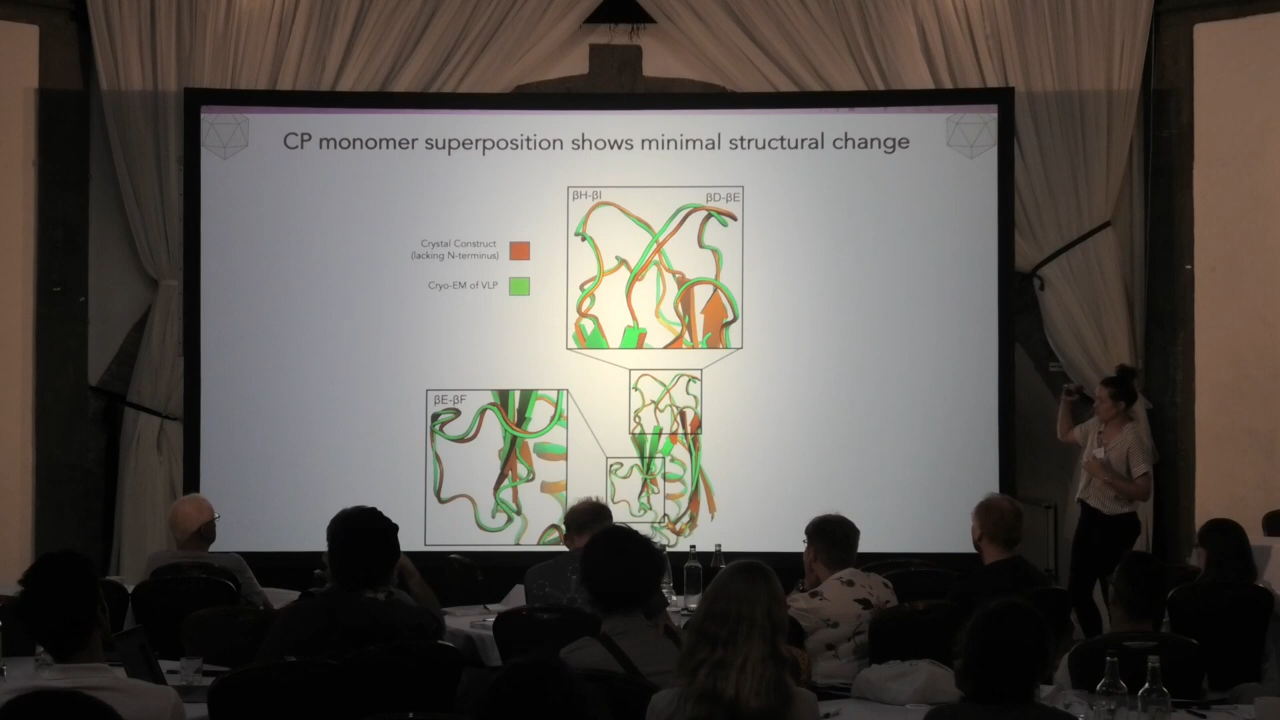 CP monomer superposition shows minimal structural change
βH-βI
βD-βE
Crystal Construct
(lacking N-terminus)
Cryo-EM of VLP
βE-βF